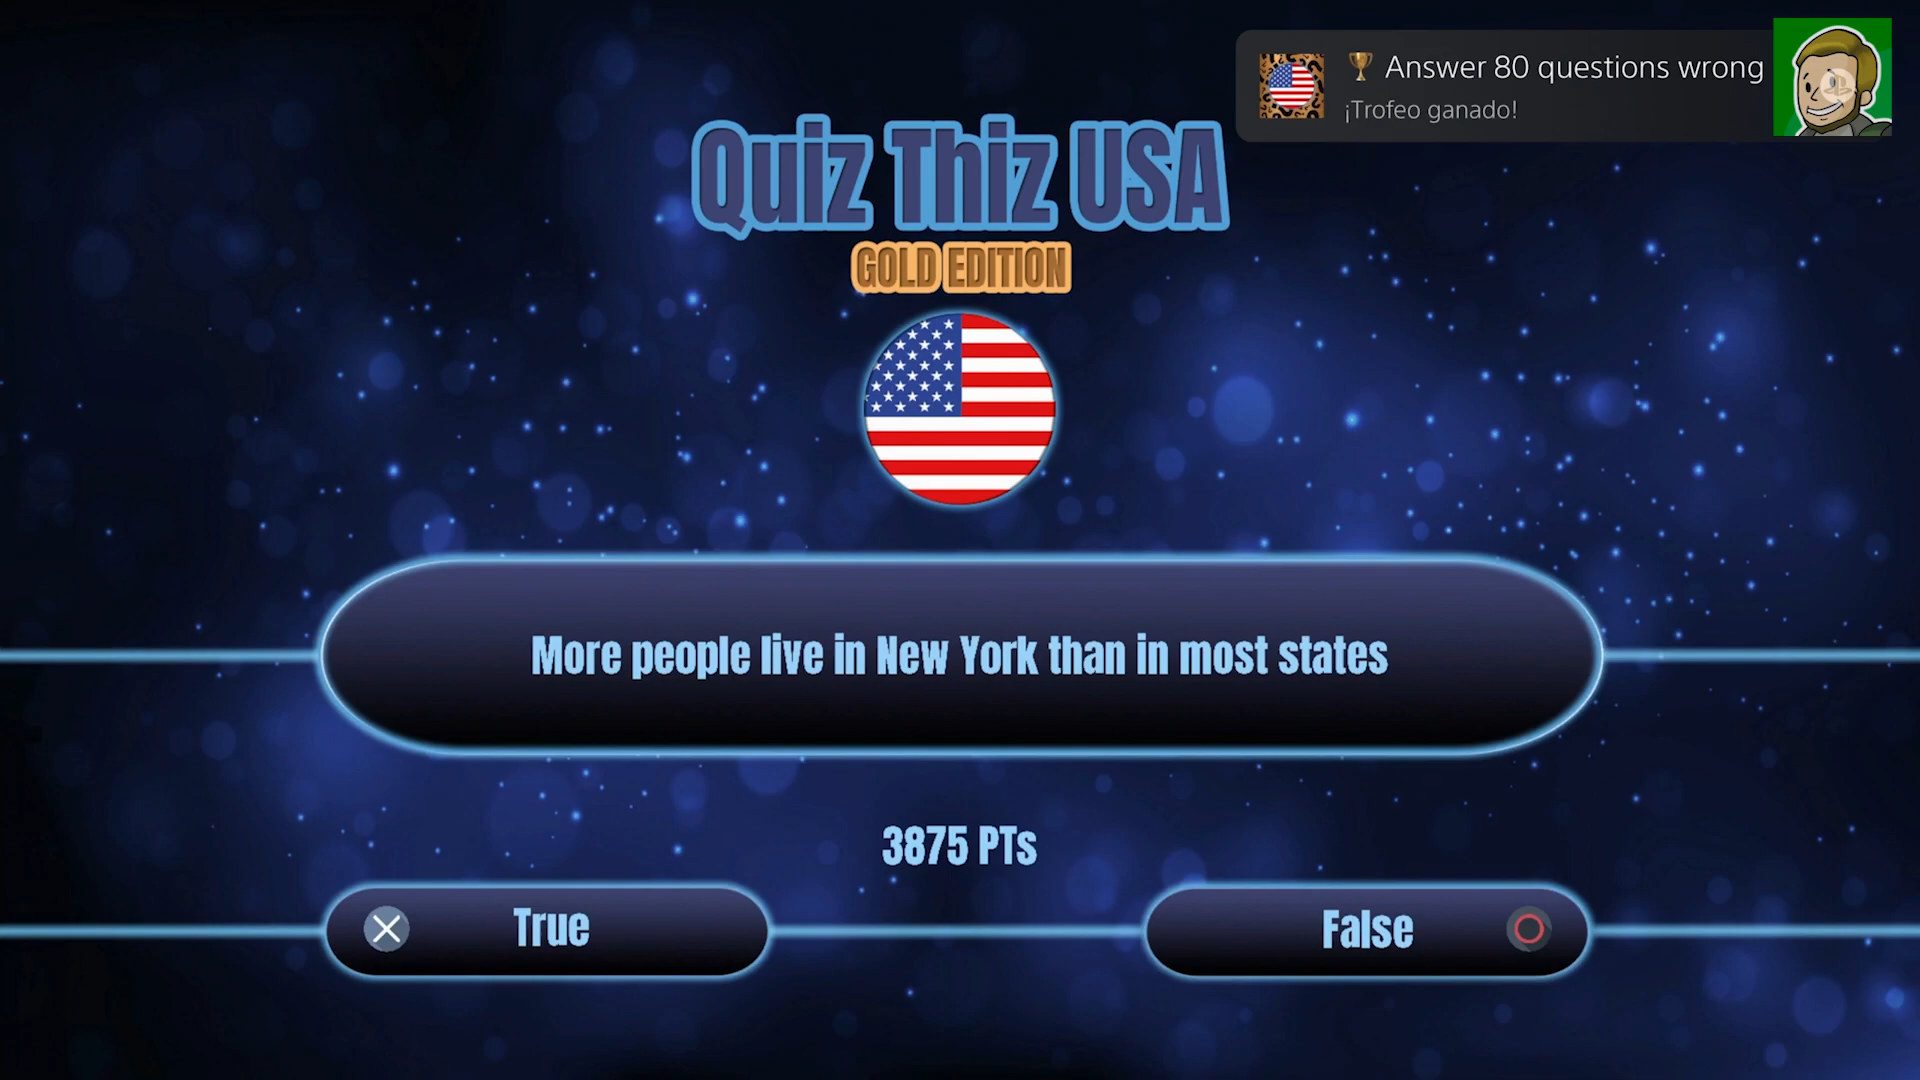 Answer 80 questions wrong
¡Trofeo ganado!
Quiz Thiz USA
GOLD EDITION
More people live in New York than in most states
3875 PTs
True
False